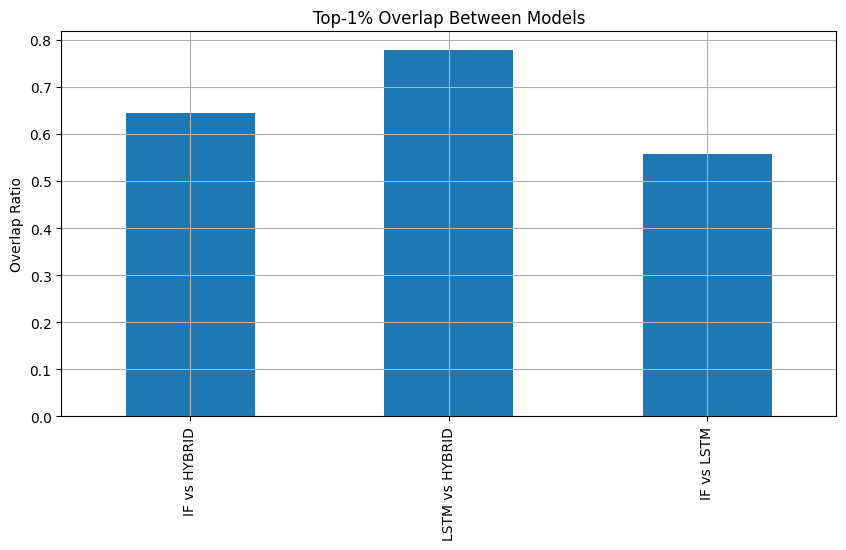 Top-1% Overlap Between Models
Overlap Ratio
0.8
0.7
0.6
0.5
0.4
0.3
0.2
0.1
0.0
IF vs HYBRID
LSTM vs HYBRID
IF vs LSTM